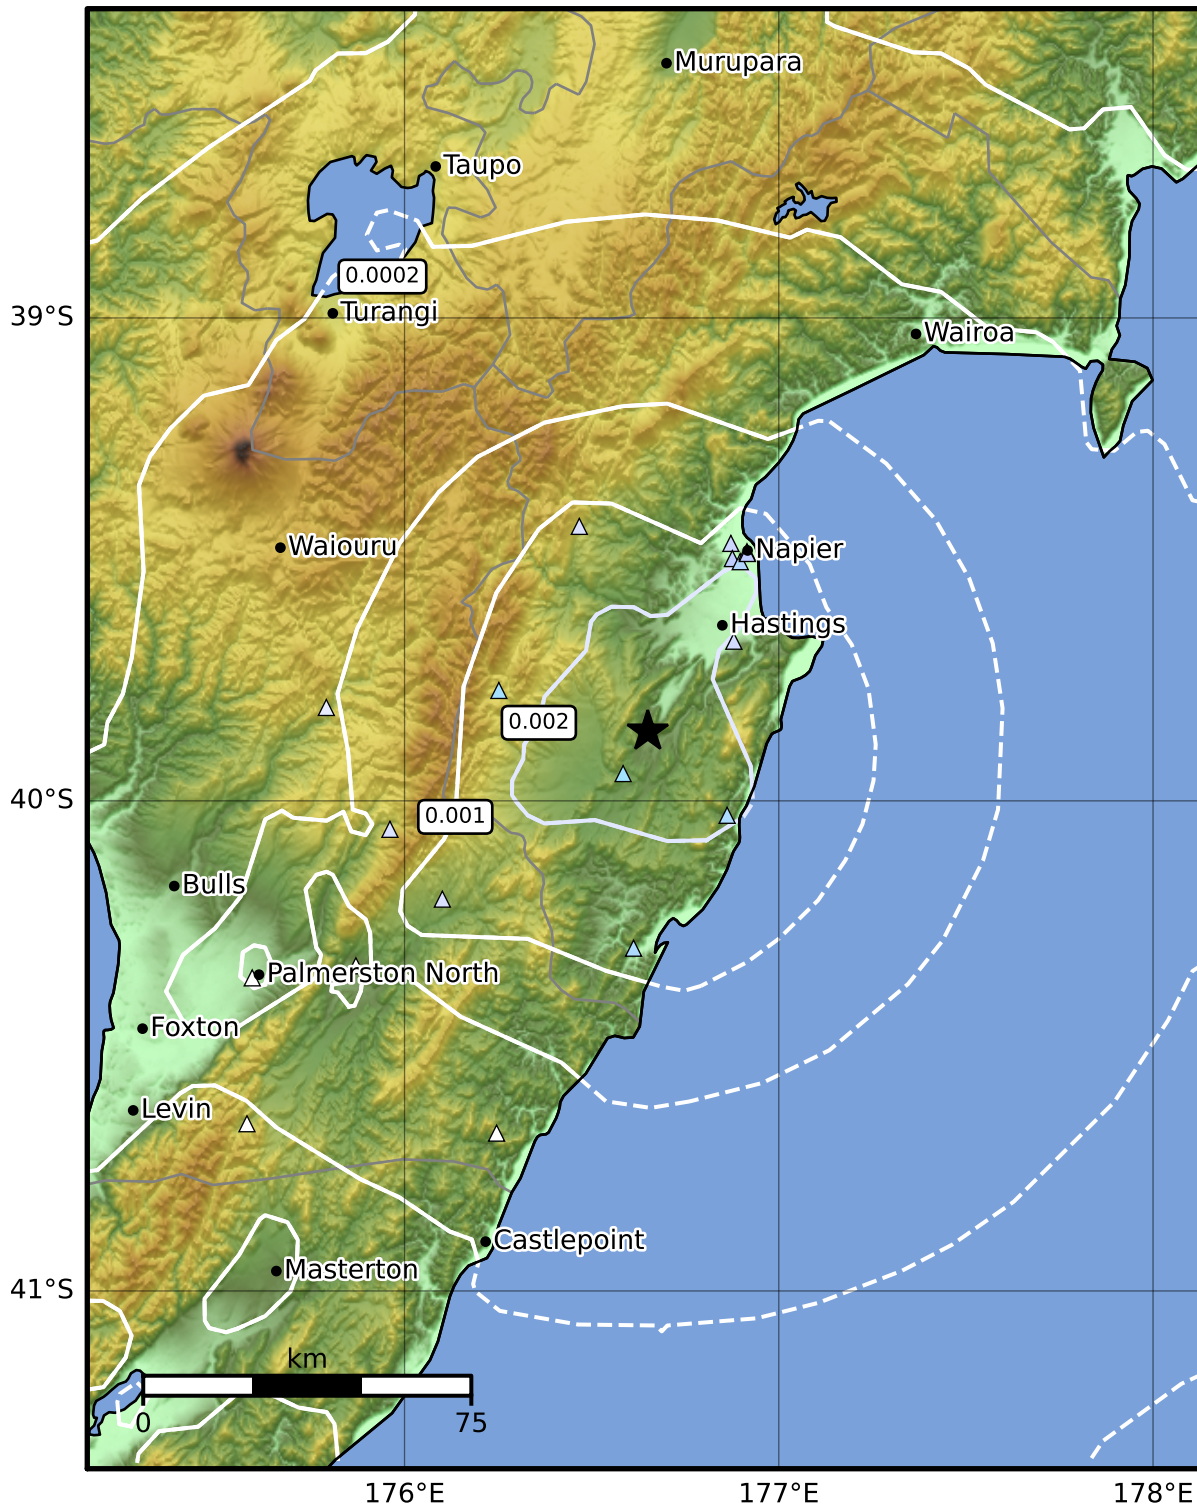 Murupara
Taupo
0.0002
Turangi
39°S
Wairoa
Waiouru
Napier
Hastings
0.002
40°S
0.001
Bulls
Palmerston North
Foxton
Levin
Castlepoint
Masterton
41°S
km
0 75
176°E 177°E 178°E